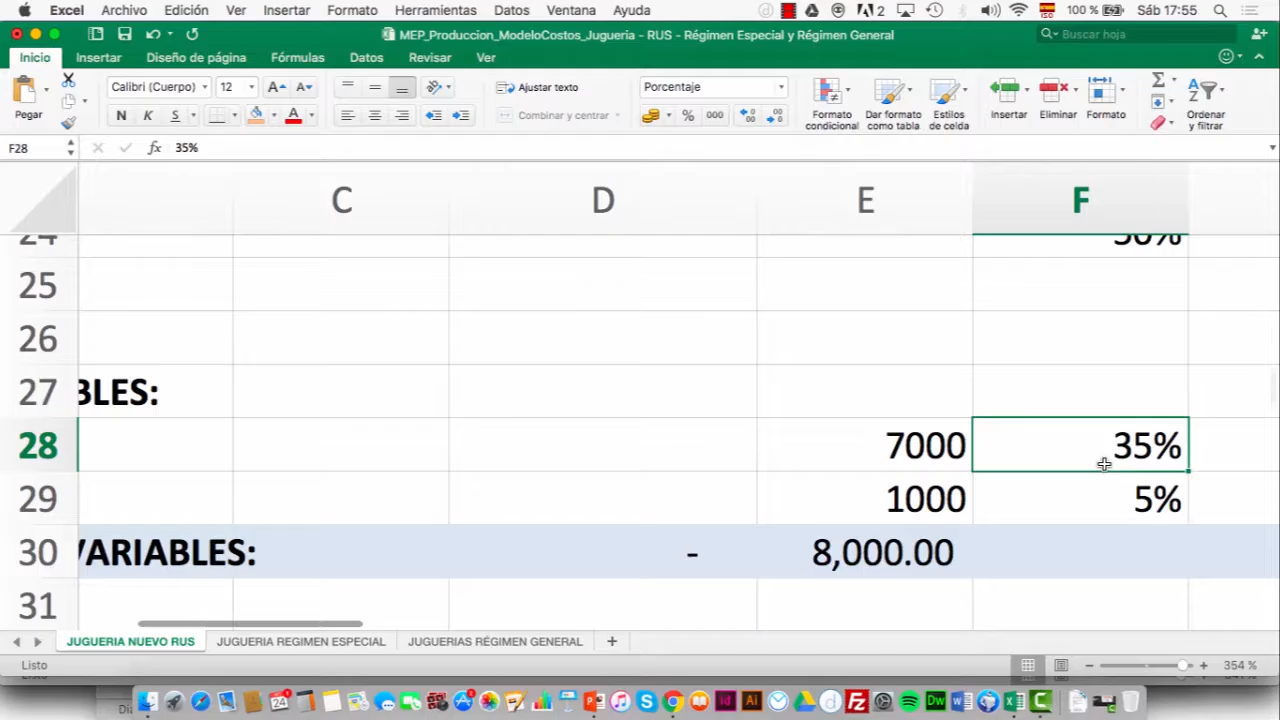 Excel Archivo Edición Ver Insertar Formato Herramientas Datos Ventana Ayuda 2 100 % Sáb 17:55
MEP_Produccion_ModeloCostos_Jugueria - RUS - Régimen Especial y Régimen General Buscar hoja
Inicio Insertar Diseño de página Fórmulas Datos Revisar Ver
Pegar Calibri (Cuerpo) 12 A A Ajustar texto Porcentaje Formato condicional Dar formato como tabla Estilos de celda Insertar Eliminar Formato Ordenar y filtrar
N K S A Combinar y centrar % 000
F28 fx 35%
C D E F
24
25
26
27 BLES:
28 7000 35%
29 1000 5%
30 VARIABLES: - 8,000.00
31
JUGUERIA NUEVO RUS JUGUERIA REGIMEN ESPECIAL JUGUERIAS RÉGIMEN GENERAL +
Listo 354 %